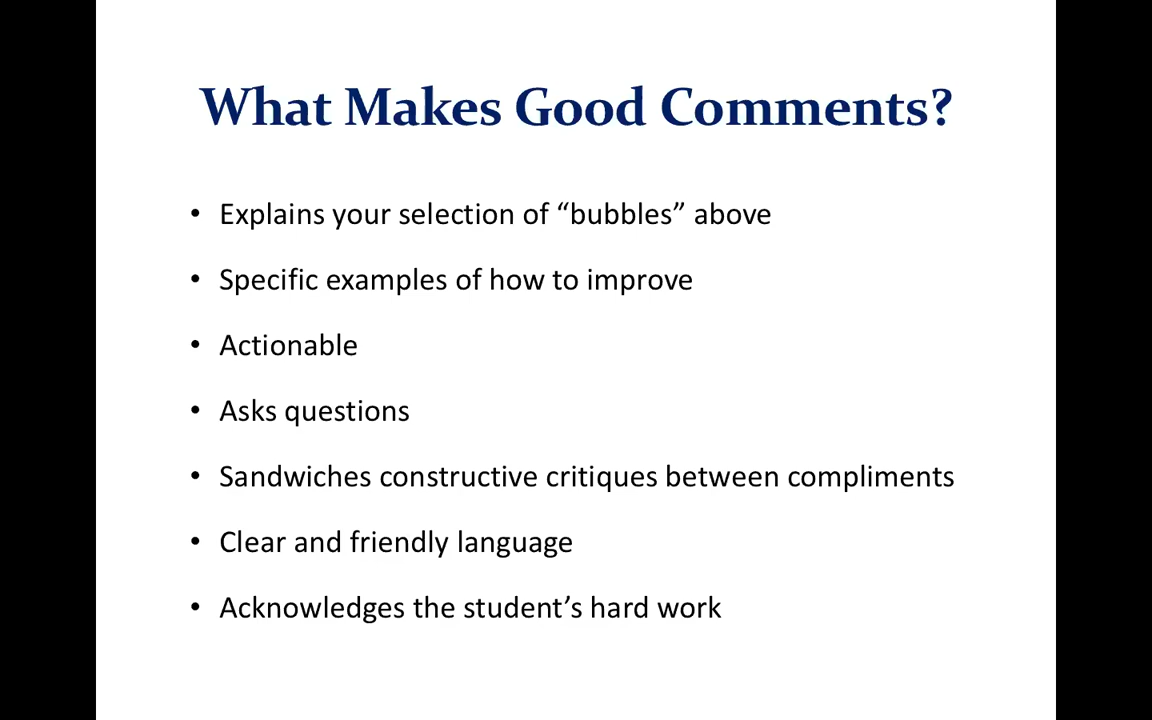 What Makes Good Comments?
• Explains your selection of “bubbles” above
• Specific examples of how to improve
• Actionable
• Asks questions
• Sandwiches constructive critiques between compliments
• Clear and friendly language
• Acknowledges the student’s hard work